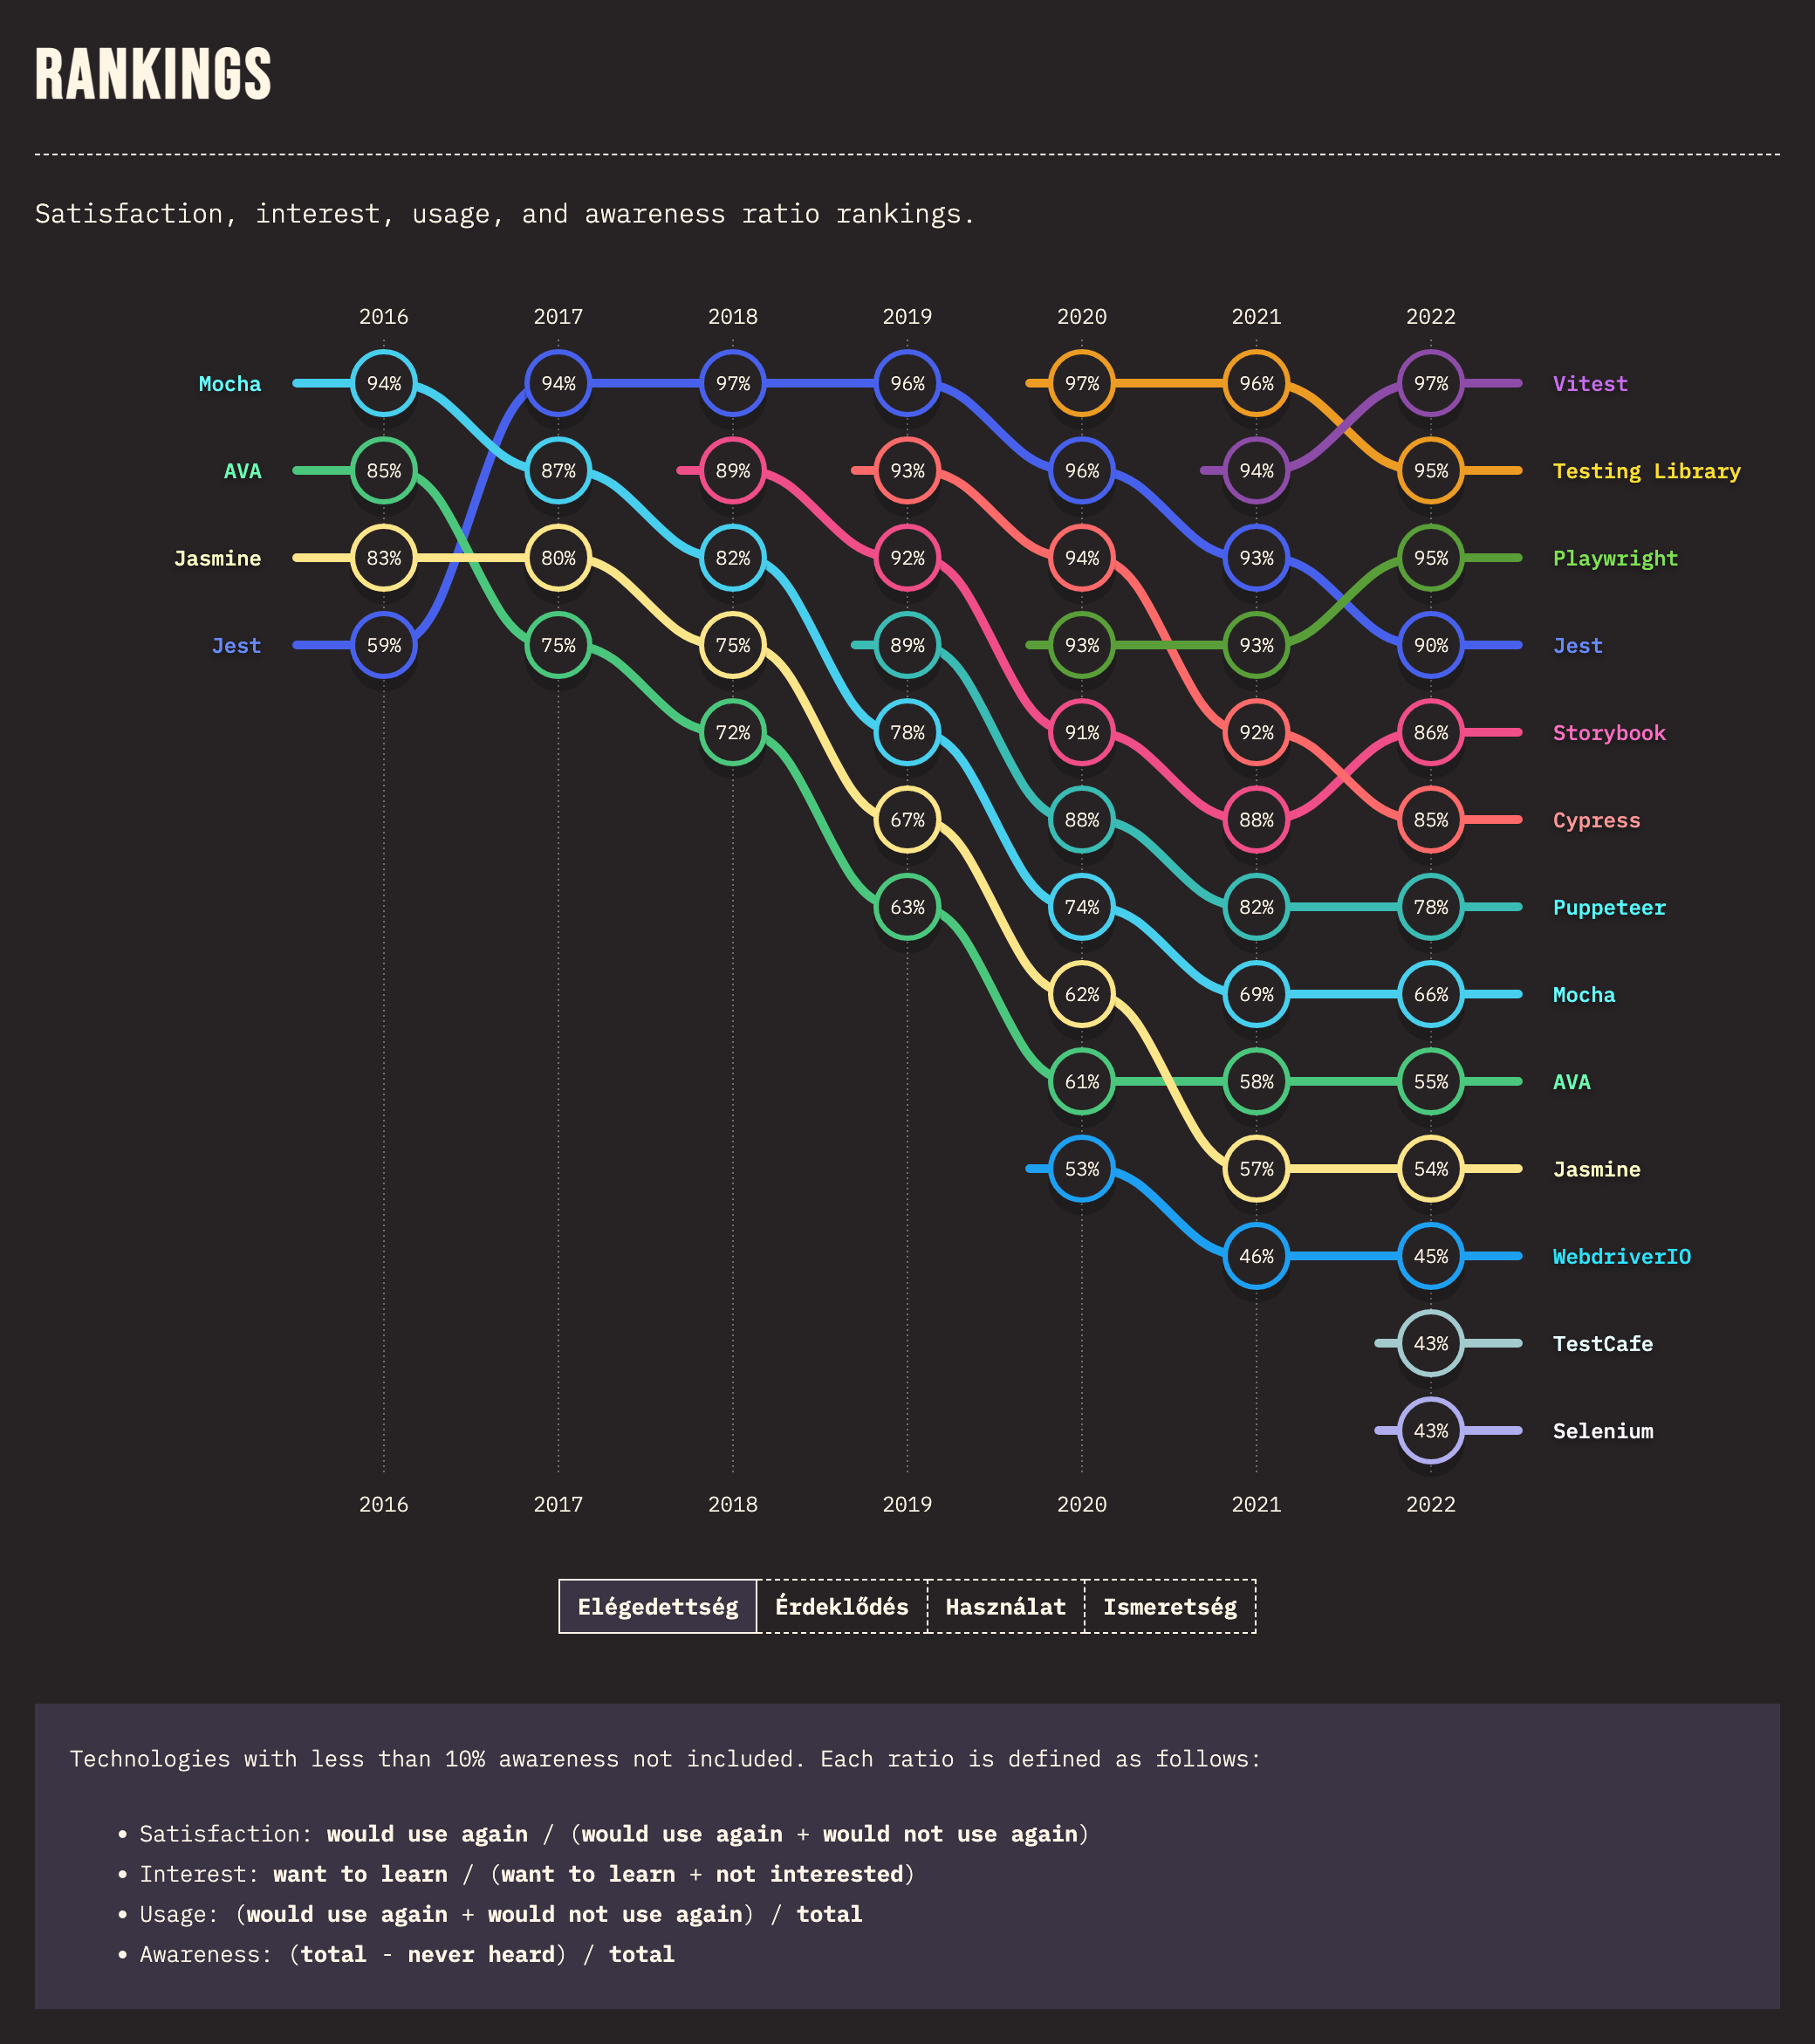 RANKINGS
Satisfaction, interest, usage, and awareness ratio rankings.
2016 2017 2018 2019 2020 2021 2022
Mocha 94% 94% 97% 96% 97% 96% 97% Vitest
AVA 85% 87% 89% 93% 96% 94% 95% Testing Library
Jasmine 83% 80% 82% 92% 94% 93% 95% Playwright
Jest 59% 75% 75% 89% 93% 93% 90% Jest
72% 78% 91% 92% 86% Storybook
67% 88% 88% 85% Cypress
63% 74% 82% 78% Puppeteer
62% 69% 66% Mocha
61% 58% 55% AVA
53% 57% 54% Jasmine
46% 45% WebdriverIO
43% TestCafe
43% Selenium
2016 2017 2018 2019 2020 2021 2022
Elégedettség Érdeklődés Használat Ismeretség
Technologies with less than 10% awareness not included. Each ratio is defined as follows:
• Satisfaction: would use again / (would use again + would not use again)
• Interest: want to learn / (want to learn + not interested)
• Usage: (would use again + would not use again) / total
• Awareness: (total - never heard) / total